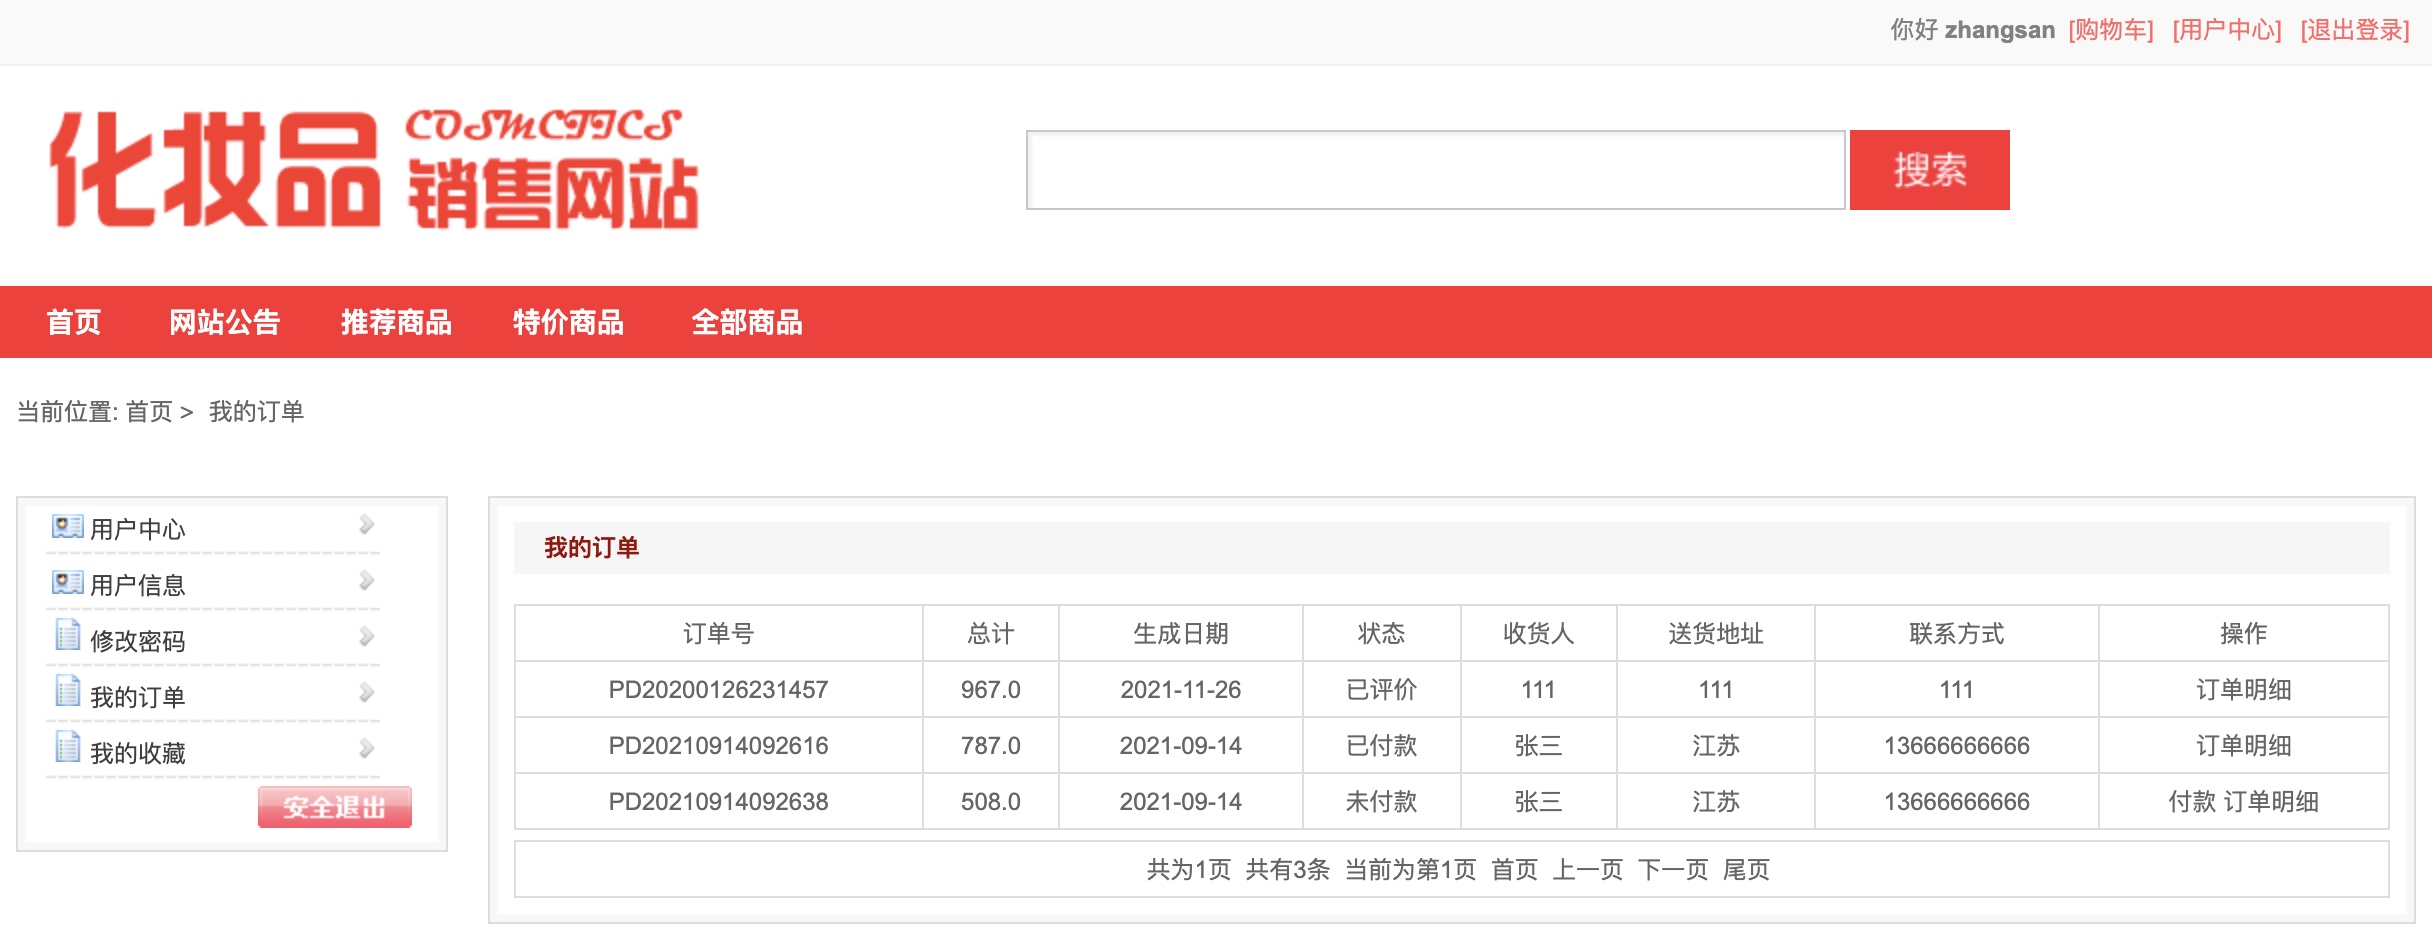 你好 zhangsan [购物车] [用户中心] [退出登录]
化妆品 COSMCTICS 销售网站
搜索
首页 网站公告 推荐商品 特价商品 全部商品
当前位置: 首页 > 我的订单
用户中心
用户信息
修改密码
我的订单
我的收藏
安全退出
我的订单
订单号 总计 生成日期 状态 收货人 送货地址 联系方式 操作
PD20200126231457 967.0 2021-11-26 已评价 111 111 111 订单明细
PD20210914092616 787.0 2021-09-14 已付款 张三 江苏 13666666666 订单明细
PD20210914092638 508.0 2021-09-14 未付款 张三 江苏 13666666666 付款 订单明细
共为1页 共有3条 当前为第1页 首页 上一页 下一页 尾页